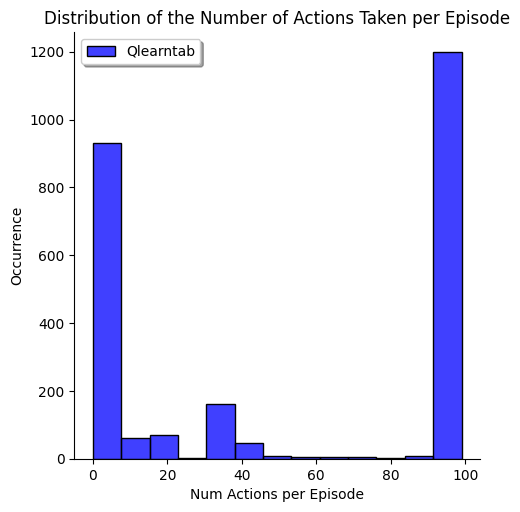 Distribution of the Number of Actions Taken per Episode
Qlearntab
1200
1000
800
600
400
200
0
Occurrence
0 20 40 60 80 100
Num Actions per Episode